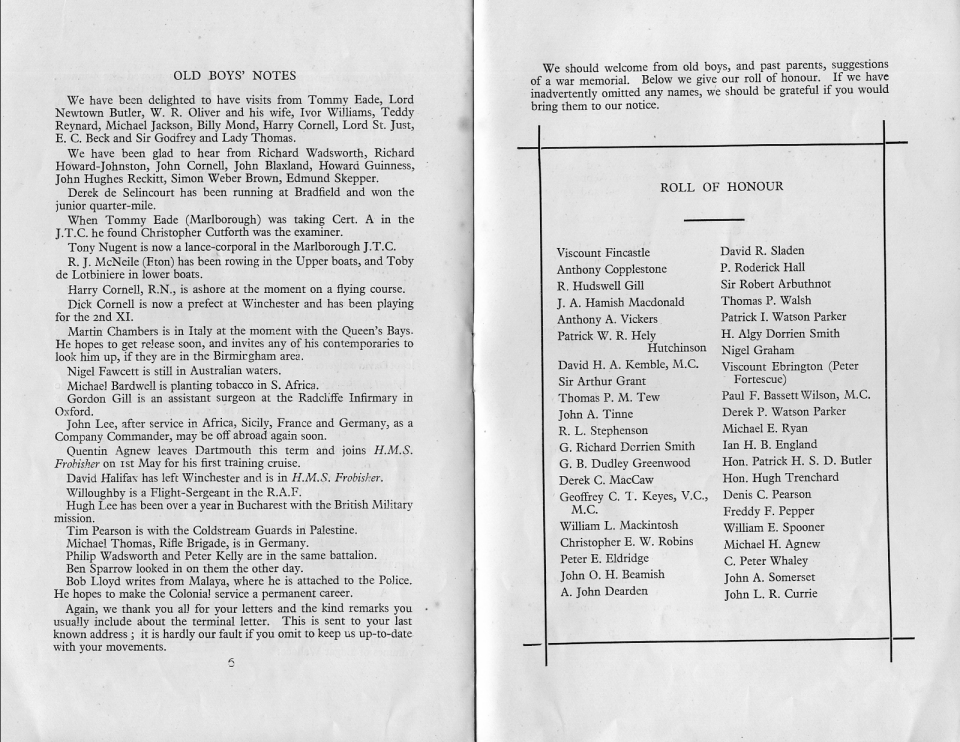 OLD BOYS' NOTES
We have been delighted to have visits from Tommy Eade, Lord
Newtown Butler, W. R. Oliver and his wife, Ivor Williams, Teddy
Reynard, Michael Jackson, Billy Mond, Harry Cornell, Lord St. Just,
E. C. Beck and Sir Godfrey and Lady Thomas.
We have been glad to hear from Richard Wadsworth, Richard
Howard-Johnston, John Cornell, John Blaxland, Howard Guinness,
John Hughes Reckitt, Simon Weber Brown, Edmund Skepper.
Derek de Selincourt has been running at Bradfield and won the
junior quarter-mile.
When Tommy Eade (Marlborough) was taking Cert. A in the
J.T.C. he found Christopher Cutforth was the examiner.
Tony Nugent is now a lance-corporal in the Marlborough J.T.C.
R. J. McNeile (Eton) has been rowing in the Upper boats, and Toby
de Lotbiniere in lower boats.
Harry Cornell, R.N., is ashore at the moment on a flying course.
Dick Cornell is now a prefect at Winchester and has been playing
for the 2nd XI.
Martin Chambers is in Italy at the moment with the Queen's Bays.
He hopes to get release soon, and invites any of his contemporaries to
look him up, if they are in the Birmingham area.
Nigel Fawcett is still in Australian waters.
Michael Bardwell is planting tobacco in S. Africa.
Gordon Gill is an assistant surgeon at the Radcliffe Infirmary in
Oxford.
John Lee, after service in Africa, Sicily, France and Germany, as a
Company Commander, may be off abroad again soon.
Quentin Agnew leaves Dartmouth this term and joins H.M.S.
Frobisher on 1st May for his first training cruise.
David Halifax has left Winchester and is in H.M.S. Frobisher.
Willoughby is a Flight-Sergeant in the R.A.F.
Hugh Lee has been over a year in Bucharest with the British Military
mission.
Tim Pearson is with the Coldstream Guards in Palestine.
Michael Thomas, Rifle Brigade, is in Germany.
Philip Wadsworth and Peter Kelly are in the same battalion.
Ben Sparrow looked in on them the other day.
Bob Lloyd writes from Malaya, where he is attached to the Police.
He hopes to make the Colonial service a permanent career.
Again, we thank you all for your letters and the kind remarks you
usually include about the terminal letter. This is sent to your last
known address ; it is hardly our fault if you omit to keep us up-to-date
with your movements.
6
We should welcome from old boys, and past parents, suggestions
of a war memorial. Below we give our roll of honour. If we have
inadvertently omitted any names, we should be grateful if you would
bring them to our notice.
ROLL OF HONOUR
Viscount Fincastle
Anthony Copplestone
R. Hudswell Gill
J. A. Hamish Macdonald
Anthony A. Vickers
Patrick W. R. Hely
Hutchinson
David H. A. Kemble, M.C.
Sir Arthur Grant
Thomas P. M. Tew
John A. Tinne
R. L. Stephenson
G. Richard Dorrien Smith
G. B. Dudley Greenwood
Derek C. MacCaw
Geoffrey C. T. Keyes, V.C.,
M.C.
William L. Mackintosh
Christopher E. W. Robins
Peter E. Eldridge
John O. H. Beamish
A. John Dearden
David R. Sladen
P. Roderick Hall
Sir Robert Arbuthnot
Thomas P. Walsh
Patrick I. Watson Parker
H. Algy Dorrien Smith
Nigel Graham
Viscount Ebrington (Peter
Fortescue)
Paul F. Bassett Wilson, M.C.
Derek P. Watson Parker
Michael E. Ryan
Ian H. B. England
Hon. Patrick H. S. D. Butler
Hon. Hugh Trenchard
Denis C. Pearson
Freddy F. Pepper
William E. Spooner
Michael H. Agnew
C. Peter Whaley
John A. Somerset
John L. R. Currie